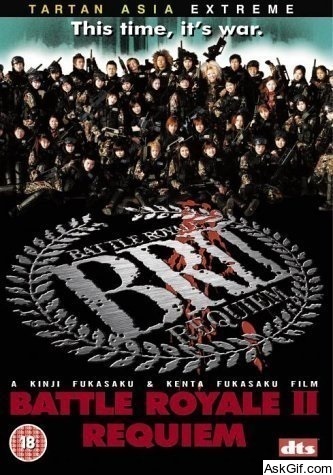 TARTAN ASIA EXTREME
This time, it's war.
BATTLE ROYALE
BRII
REQUIEM
A KINJI FUKASAKU & KENTA FUKASAKU FILM
BATTLE ROYALE II
REQUIEM
18
dts
AskGif.com